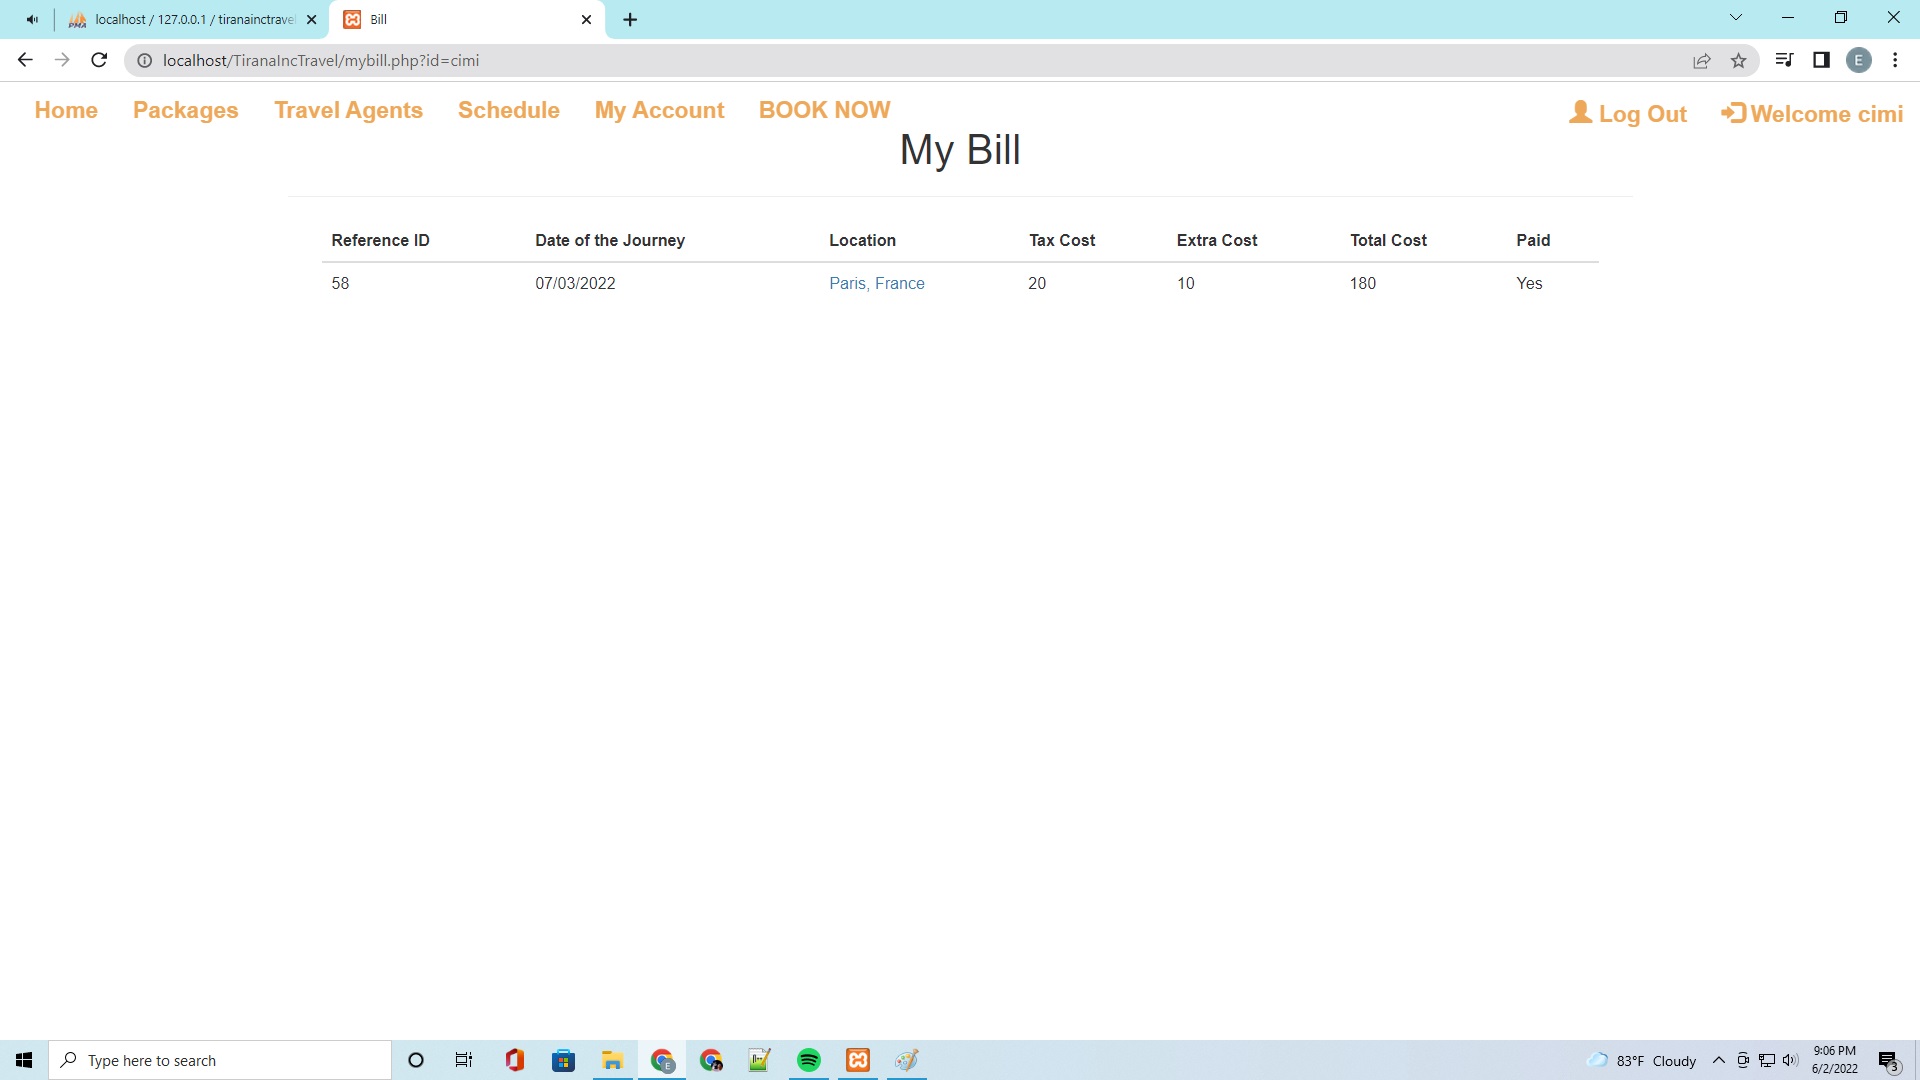 localhost / 127.0.0.1 / tiranainctravel
Bill
localhost/TiranaIncTravel/mybill.php?id=cimi
E
Home Packages Travel Agents Schedule My Account BOOK NOW Log Out Welcome cimi
My Bill
Reference ID Date of the Journey Location Tax Cost Extra Cost Total Cost Paid
58 07/03/2022 Paris, France 20 10 180 Yes
Type here to search
83°F Cloudy
9:06 PM
6/2/2022
3